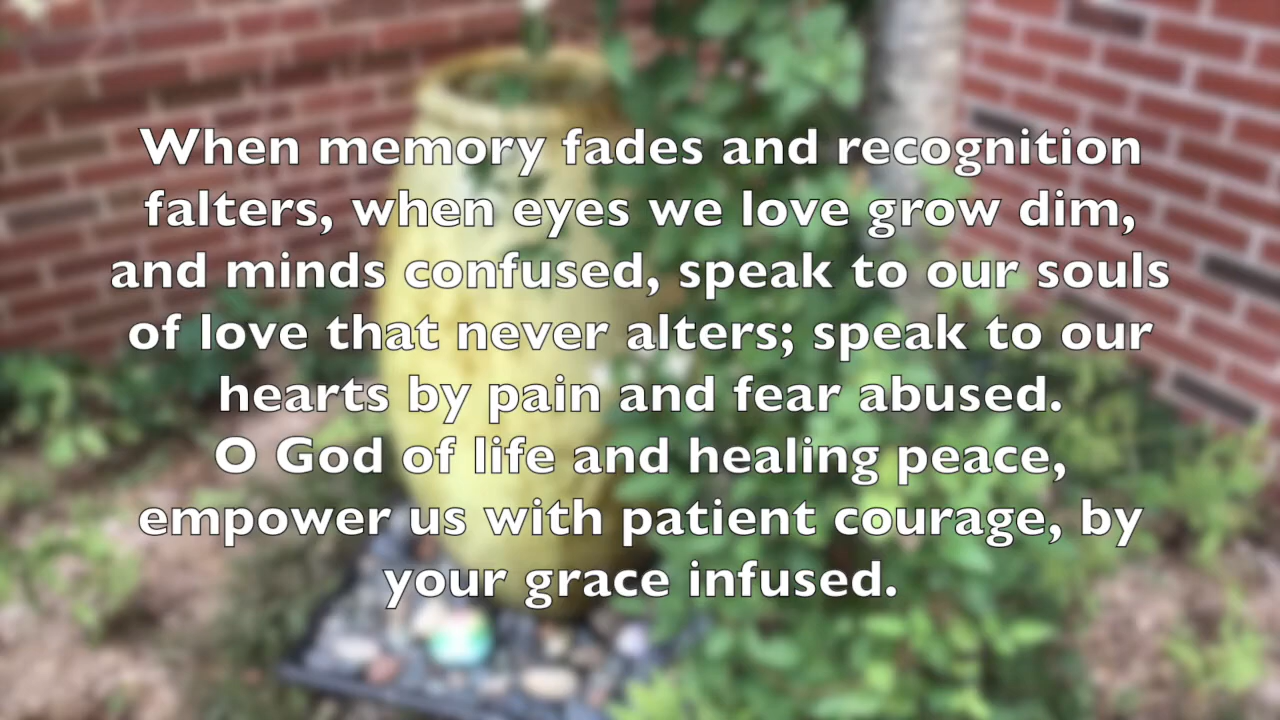 When memory fades and recognition
falters, when eyes we love grow dim,
and minds confused, speak to our souls
of love that never alters; speak to our
hearts by pain and fear abused.
O God of life and healing peace,
empower us with patient courage, by
your grace infused.